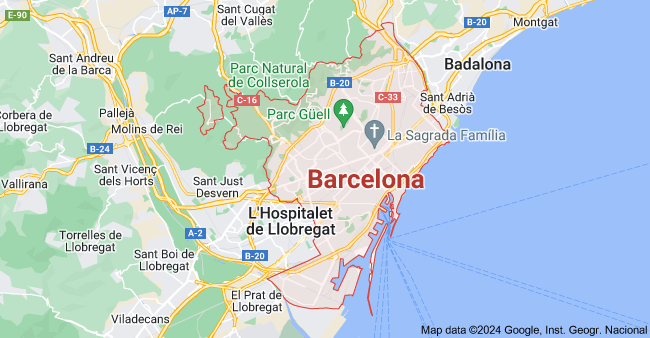 E-90
AP-7
Sant Cugat
del Vallès
B-20
Montgat
Sant Andreu
de la Barca
Parc Natural
de Collserola
B-20
Badalona
C-16
C-33
Sant Adrià
de Besòs
Corbera de
Llobregat
Pallejà
Molins de Rei
Parc Güell
La Sagrada Família
B-24
Sant Vicenç
dels Horts
Vallirana
Sant Just
Desvern
Barcelona
L'Hospitalet
de Llobregat
Torrelles de
Llobregat
A-2
Sant Boi de
Llobregat
B-20
El Prat de
Llobregat
Viladecans
Map data ©2024 Google, Inst. Geogr. Nacional